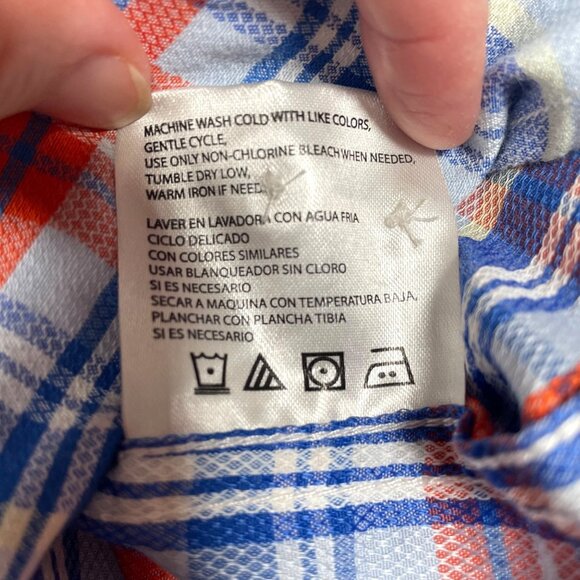 MACHINE WASH COLD WITH LIKE COLORS,
GENTLE CYCLE,
USE ONLY NON-CHLORINE BLEACH WHEN NEEDED,
TUMBLE DRY LOW,
WARM IRON IF NEED.
LAVER EN LAVADORA CON AGUA FRIA
CICLO DELICADO
CON COLORES SIMILARES
USAR BLANQUEADOR SIN CLORO
SI ES NECESARIO
SECAR A MAQUINA CON TEMPERATURA BAJA,
PLANCHAR CON PLANCHA TIBIA
SI ES NECESARIO